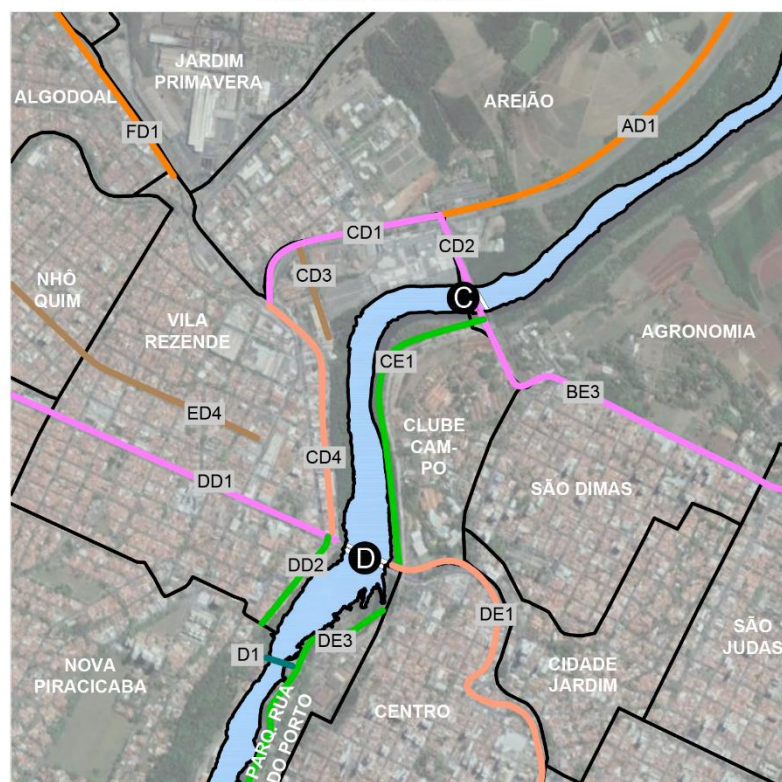 JARDIM
PRIMAVERA
ALGODOAL
AREIÃO
FD1
AD1
CD1
CD2
CD3
NHÔ
QUIM
VILA
REZENDE
C
AGRONOMIA
CE1
BE3
ED4
CLUBE
CAM-
PO
CD4
DD1
SÃO DIMAS
D
DD2
DE1
DE3
D1
SÃO
JUDAS
NOVA
PIRACICABA
CIDADE
JARDIM
CENTRO
PARQ. RUA
DO PORTO